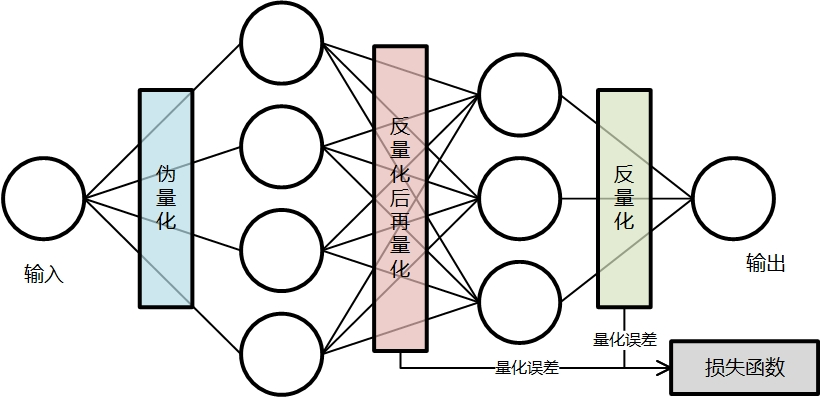 输入
伪量化
反量化后再量化
反量化
输出
量化误差
量化误差
损失函数